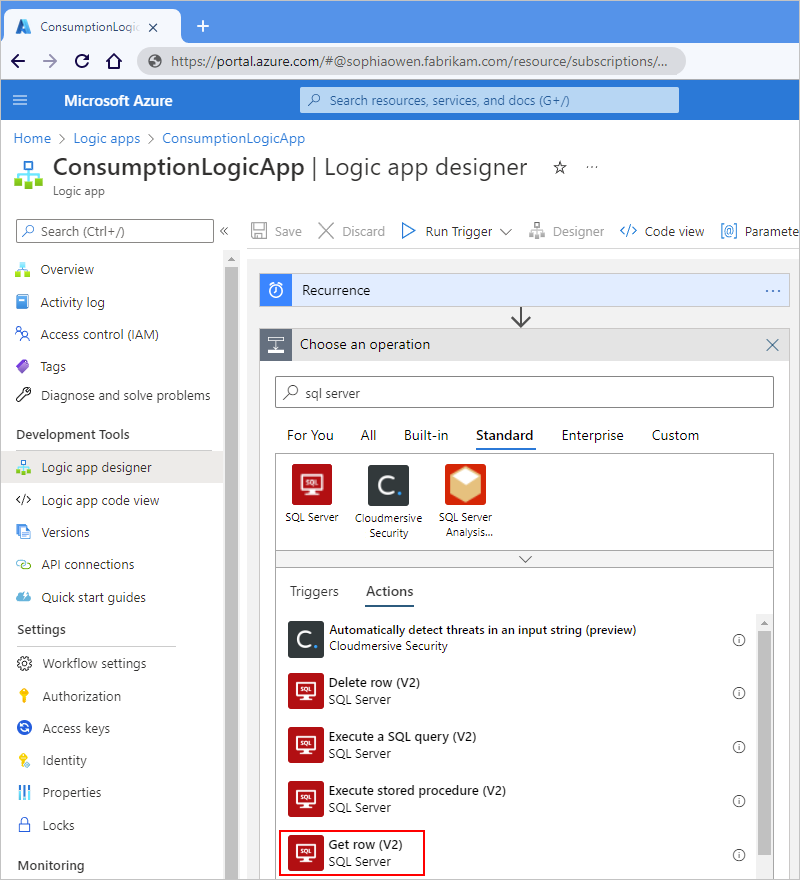 ConsumptionLogic
https://portal.azure.com/#@sophiaowen.fabrikam.com/resource/subscriptions/...
Microsoft Azure
Search resources, services, and docs (G+/)
Home > Logic apps > ConsumptionLogicApp
ConsumptionLogicApp | Logic app designer
Logic app
Search (Ctrl+/)
Save Discard Run Trigger Designer Code view Paramete
Overview
Activity log
Access control (IAM)
Tags
Diagnose and solve problems
Development Tools
Logic app designer
Logic app code view
Versions
API connections
Quick start guides
Settings
Workflow settings
Authorization
Access keys
Identity
Properties
Locks
Monitoring
Recurrence
Choose an operation
sql server
For You All Built-in Standard Enterprise Custom
SQL
SQL Server
C.
Cloudmersive
Security
SQL Server
Analysis...
Triggers Actions
C.
Automatically detect threats in an input string (preview)
Cloudmersive Security
SQL
Delete row (V2)
SQL Server
SQL
Execute a SQL query (V2)
SQL Server
SQL
Execute stored procedure (V2)
SQL Server
SQL
Get row (V2)
SQL Server